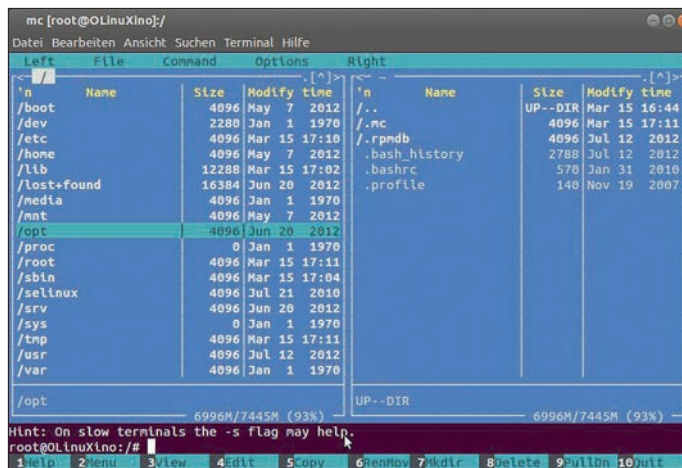 mc [root@OLinuXino]:/
Datei Bearbeiten Ansicht Suchen Terminal Hilfe
Left File Command Options Right
<─ / ─.[^]> <─ ~ ─.[^]>
'n Name Size Modify time 'n Name Size Modify time
/boot 4096 May 7 2012 /.. UP--DIR Mar 15 16:44
/dev 2280 Jan 1 1970 /.mc 4096 Mar 15 17:11
/etc 4096 Mar 15 17:10 /.rpmdb 4096 Jul 12 2012
/home 4096 May 7 2012 .bash_history 2788 Jul 12 2012
/lib 12288 Mar 15 17:02 .bashrc 570 Jan 31 2010
/lost+found 16384 Jun 20 2012 .profile 140 Nov 19 2007
/media 4096 Jan 1 1970
/mnt 4096 May 7 2012
/opt 4096 Jun 20 2012
/proc 0 Jan 1 1970
/root 4096 Mar 15 17:11
/sbin 4096 Mar 15 17:04
/selinux 4096 Jul 21 2010
/srv 4096 Jun 20 2012
/sys 0 Jan 1 1970
/tmp 4096 Mar 15 17:11
/usr 4096 Jul 12 2012
/var 4096 Jan 1 1970
/opt UP--DIR
6996M/7445M (93%) 6996M/7445M (93%)
Hint: On slow terminals the -s flag may help.
root@OLinuXino:/#
1Help 2Menu 3View 4Edit 5Copy 6RenMov 7Mkdir 8Delete 9PullDn 10Quit